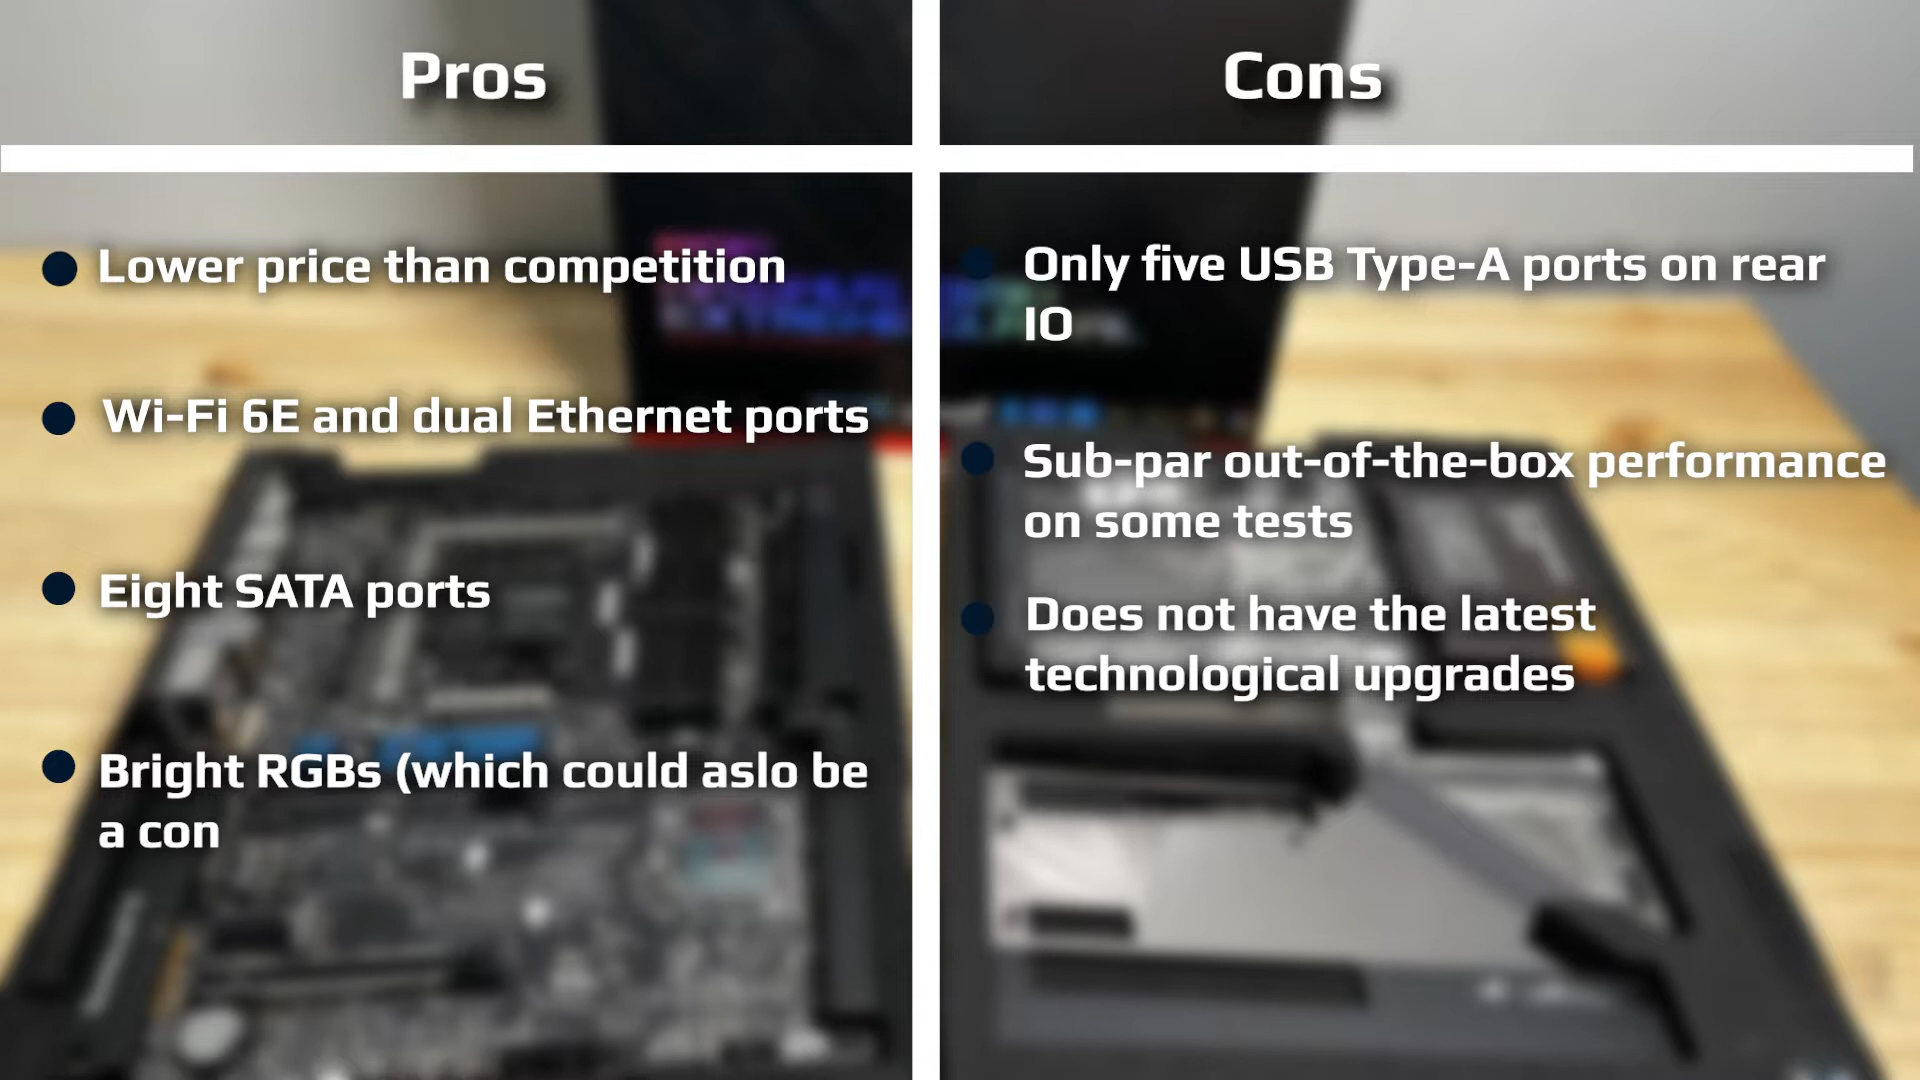 Pros
Lower price than competition
Wi-Fi 6E and dual Ethernet ports
Eight SATA ports
Bright RGBs (which could aslo be
a con
Cons
Only five USB Type-A ports on rear
IO
Sub-par out-of-the-box performance
on some tests
Does not have the latest
technological upgrades